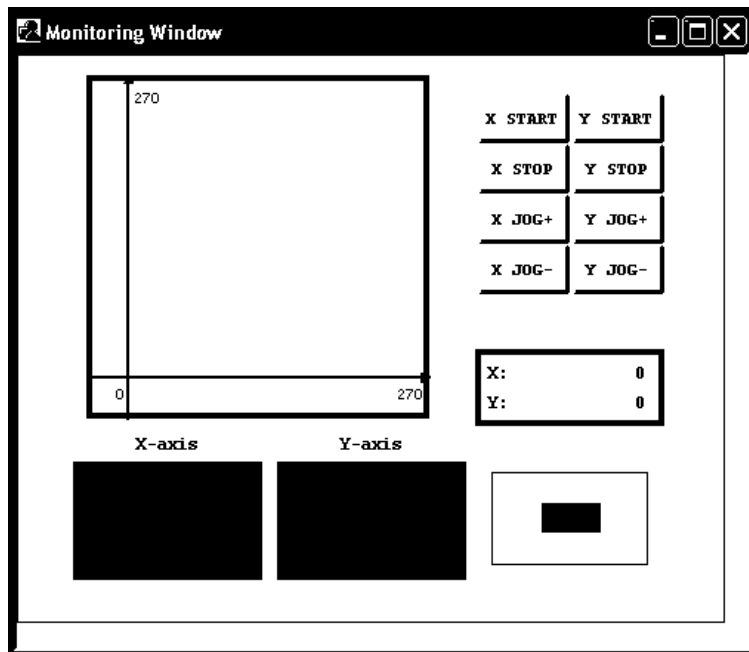 Monitoring Window
270
0
270
X START
Y START
X STOP
Y STOP
X JOG+
Y JOG+
X JOG-
Y JOG-
X: 0
Y: 0
X-axis
Y-axis